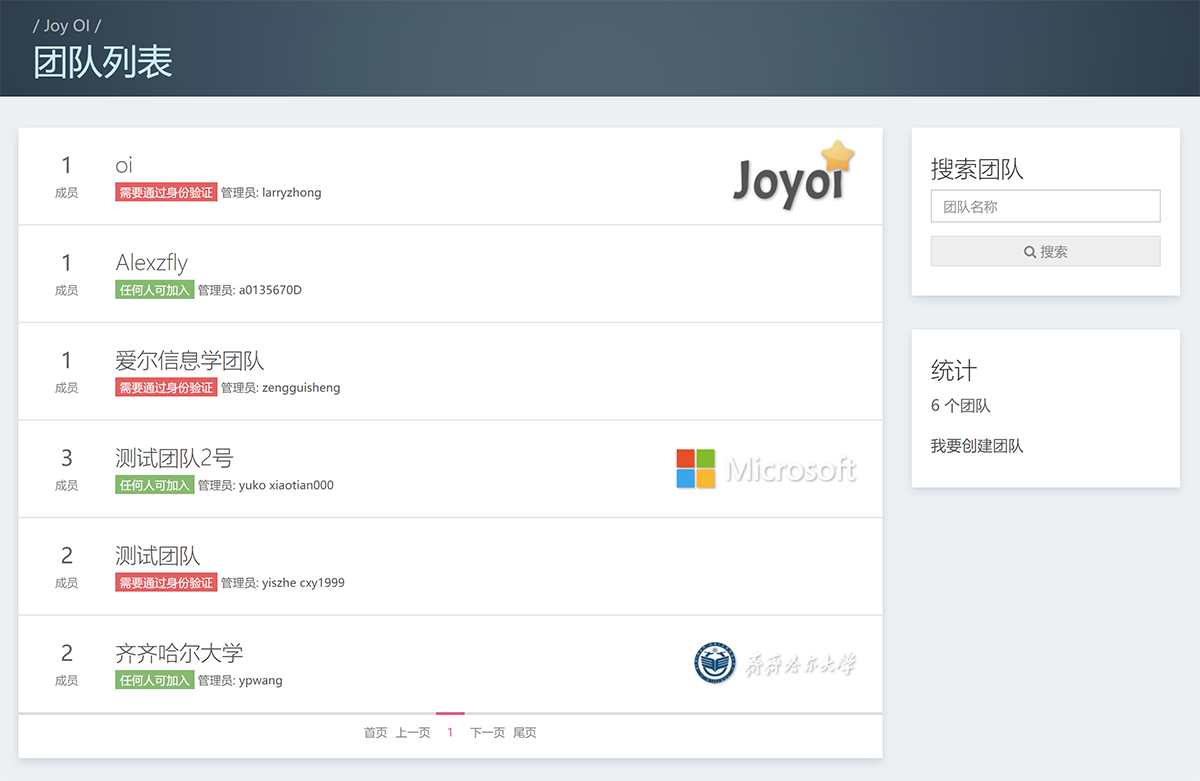 / Joy OI /
团队列表
1
成员
oi
需要通过身份验证 管理员: larryzhong
Joyoi
1
成员
Alexzfly
任何人可加入 管理员: a0135670D
1
成员
爱尔信息学团队
需要通过身份验证 管理员: zengguisheng
3
成员
测试团队2号
任何人可加入 管理员: yuko xiaotian000
Microsoft
2
成员
测试团队
需要通过身份验证 管理员: yiszhe cxy1999
2
成员
齐齐哈尔大学
任何人可加入 管理员: ypwang
齐齐哈尔大学
首页 上一页 1 下一页 尾页
搜索团队
团队名称
搜索
统计
6 个团队
我要创建团队